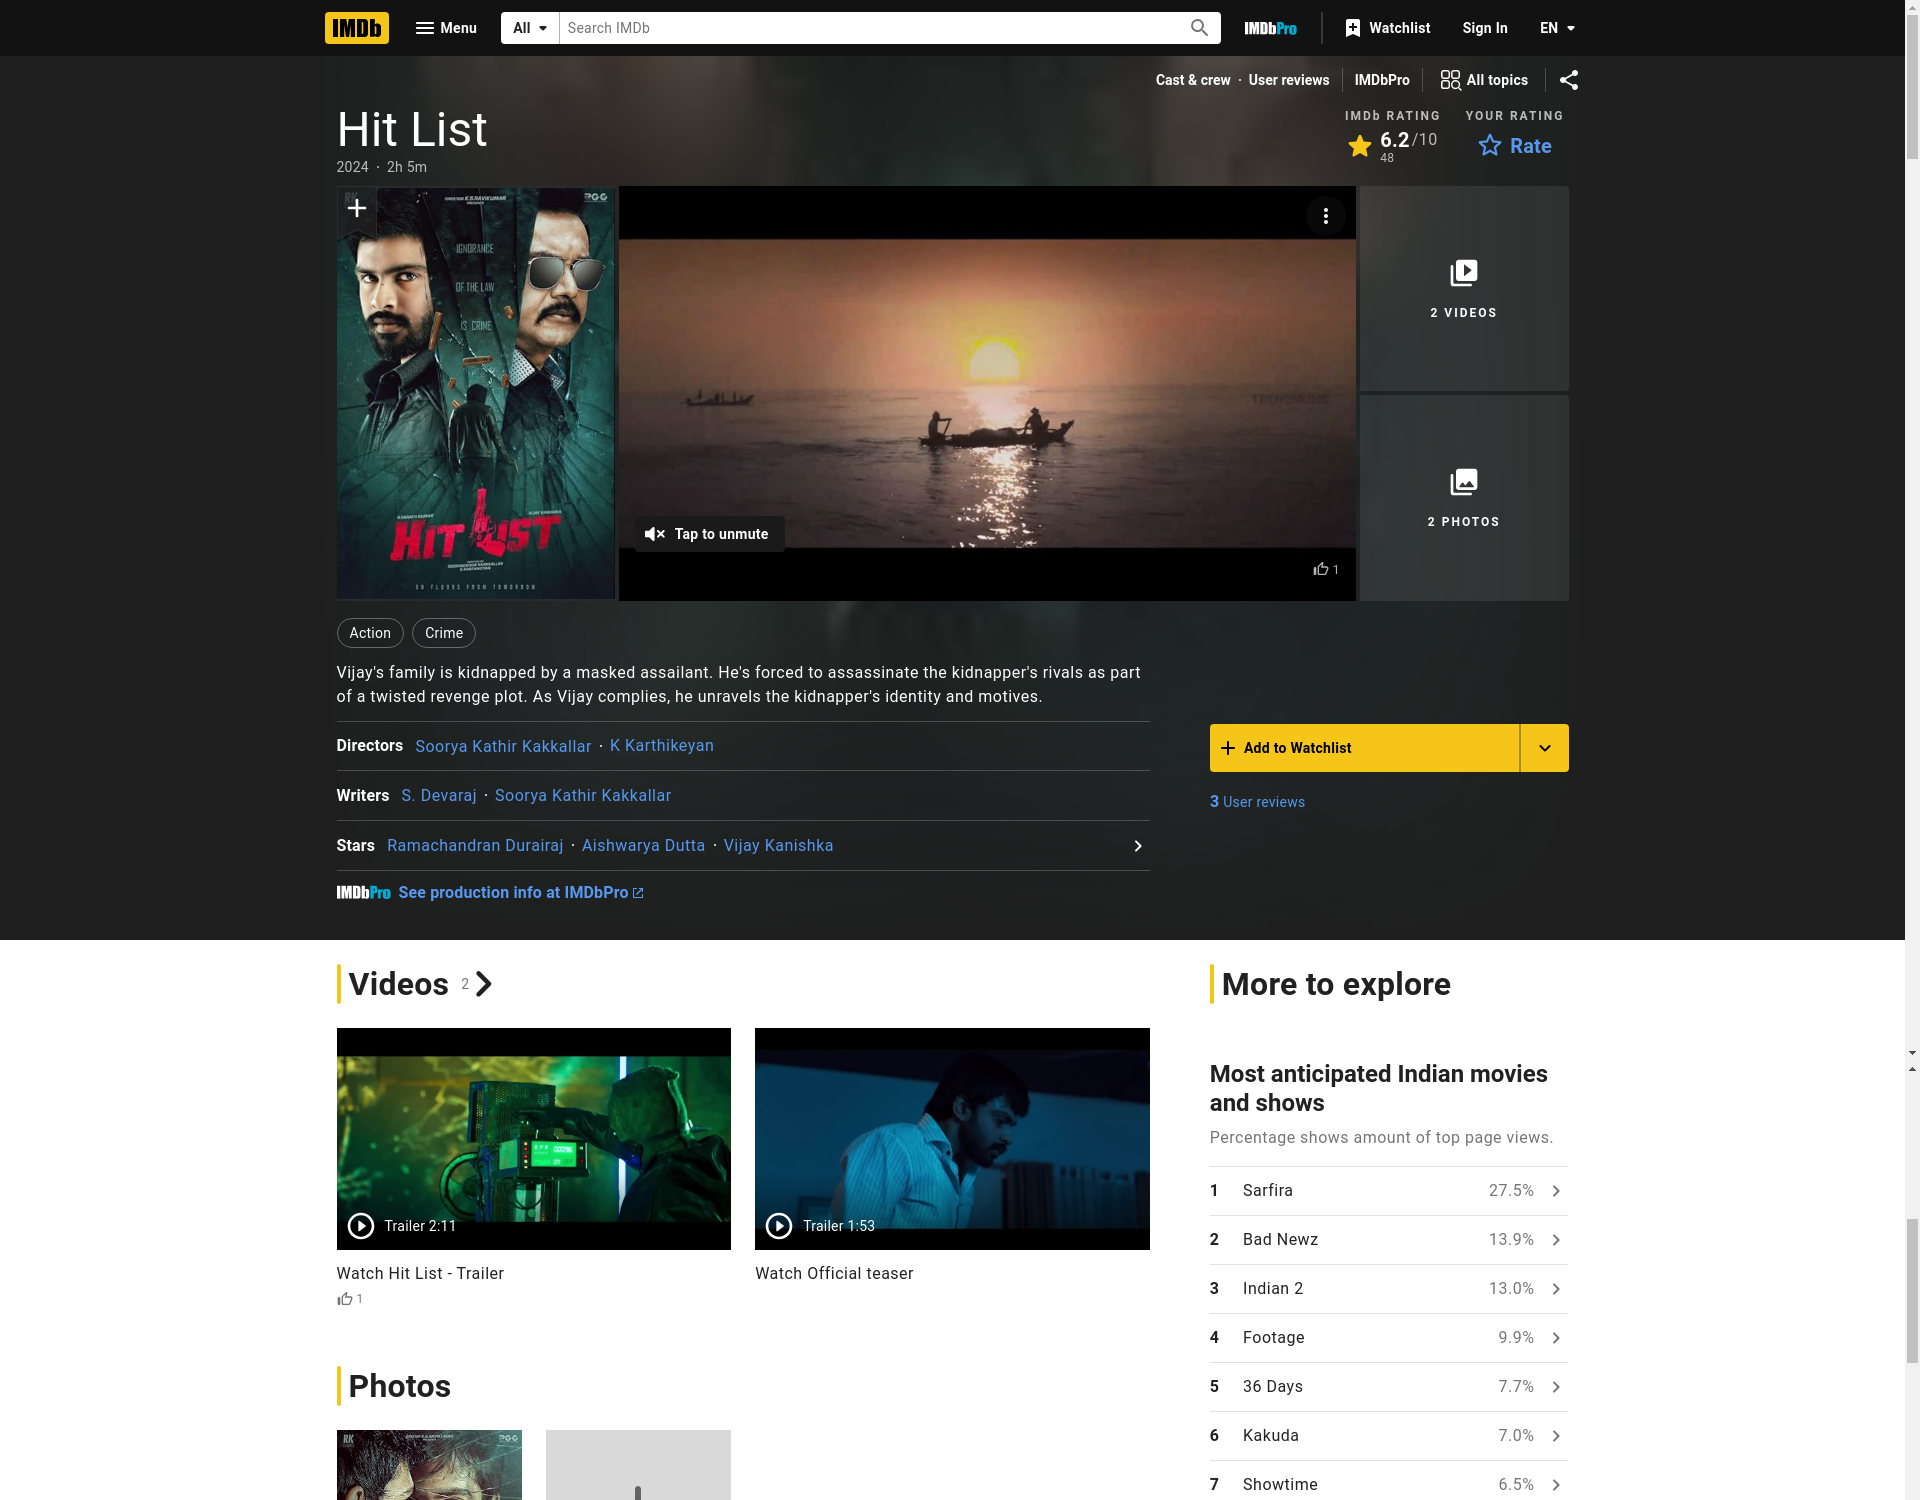 IMDb
Menu
All
Search IMDb
IMDbPro
Watchlist
Sign In
EN
Cast & crew · User reviews
IMDbPro
All topics
Hit List
2024 · 2h 5m
IMDb RATING
6.2/10
48
YOUR RATING
Rate
IGNORANCE
OF THE LAW
IS CRIME
HIT LIST
ON FLOORS FROM TOMORROW
Tap to unmute
1
2 VIDEOS
2 PHOTOS
Action
Crime
Vijay's family is kidnapped by a masked assailant. He's forced to assassinate the kidnapper's rivals as part
of a twisted revenge plot. As Vijay complies, he unravels the kidnapper's identity and motives.
Directors Soorya Kathir Kakkallar · K Karthikeyan
Writers S. Devaraj · Soorya Kathir Kakkallar
Stars Ramachandran Durairaj · Aishwarya Dutta · Vijay Kanishka
IMDbPro See production info at IMDbPro
Add to Watchlist
3 User reviews
Videos 2
Trailer 2:11
Watch Hit List - Trailer
1
Trailer 1:53
Watch Official teaser
Photos
RK
PGG
More to explore
Most anticipated Indian movies
and shows
Percentage shows amount of top page views.
1 Sarfira 27.5%
2 Bad Newz 13.9%
3 Indian 2 13.0%
4 Footage 9.9%
5 36 Days 7.7%
6 Kakuda 7.0%
7 Showtime 6.5%